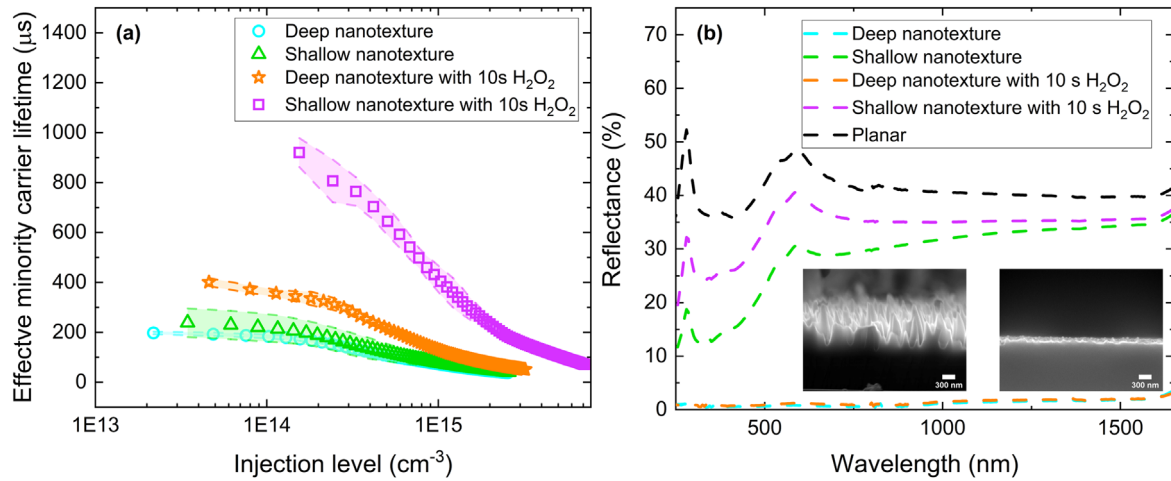 (a)
Deep nanotexture
Shallow nanotexture
Deep nanotexture with 10s H₂O₂
Shallow nanotexture with 10s H₂O₂
1400
1200
1000
800
600
400
200
0
1E13
1E14
1E15
Effectve minority carrier lifetime (μs)
Injection level (cm⁻³)
(b)
Deep nanotexture
Shallow nanotexture
Deep nanotexture with 10 s H₂O₂
Shallow nanotexture with 10 s H₂O₂
Planar
70
60
50
40
30
20
10
0
500
1000
1500
Reflectance (%)
Wavelength (nm)
300 nm
300 nm